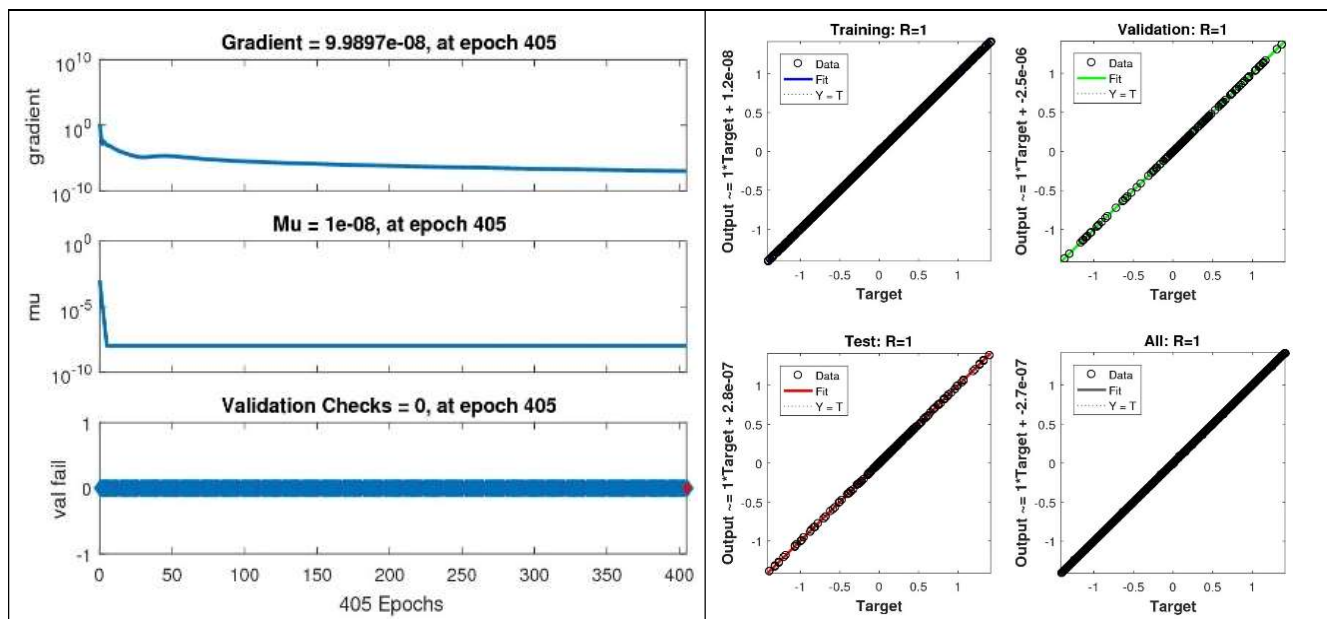 Gradient = 9.9897e-08, at epoch 405
10^10
10^0
10^-10
gradient
Mu = 1e-08, at epoch 405
10^0
10^-5
10^-10
mu
Validation Checks = 0, at epoch 405
1
0
-1
val fail
0 50 100 150 200 250 300 350 400
405 Epochs
Training: R=1
Output ~= 1*Target + 1.2e-08
Data
Fit
Y = T
1
0.5
0
-0.5
-1
-1 -0.5 0 0.5 1
Target
Validation: R=1
Output ~= 1*Target + -2.5e-06
Data
Fit
Y = T
1
0.5
0
-0.5
-1
-1 -0.5 0 0.5 1
Target
Test: R=1
Output ~= 1*Target + 2.8e-07
Data
Fit
Y = T
1
0.5
0
-0.5
-1
-1 -0.5 0 0.5 1
Target
All: R=1
Output ~= 1*Target + -2.7e-07
Data
Fit
Y = T
1
0.5
0
-0.5
-1
-1 -0.5 0 0.5 1
Target